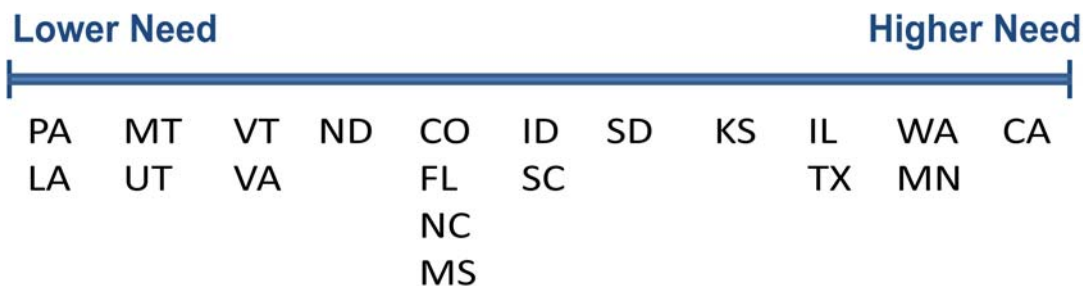 Lower Need Higher Need
PA MT VT ND CO ID SD KS IL WA CA
LA UT VA FL SC TX MN
NC
MS